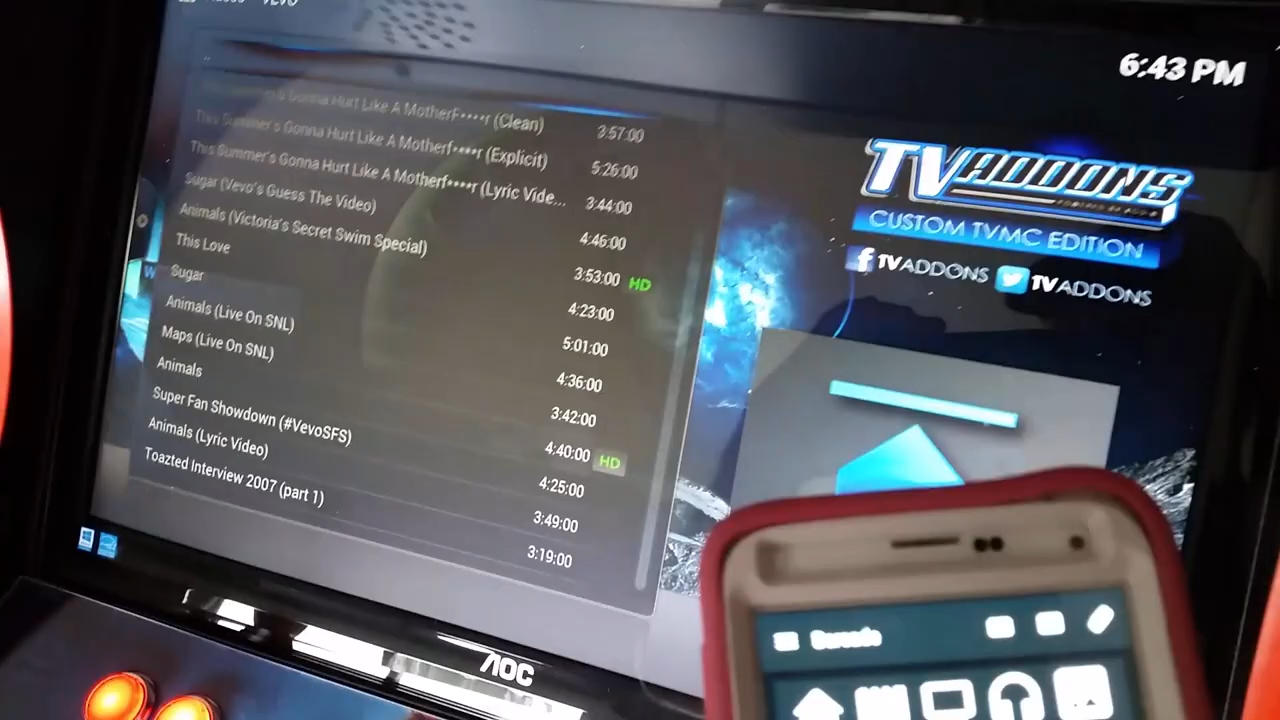 VEVO
6:43 PM
Gonna Hurt Like A MotherF****r (Clean) 3:57:00
This Summer's Gonna Hurt Like A Motherf****r (Explicit) 5:26:00
This Summer's Gonna Hurt Like A Motherf****r (Lyric Vide... 3:44:00
Sugar (Vevo's Guess The Video) 4:46:00
Animals (Victoria's Secret Swim Special) 3:53:00 HD
This Love 4:23:00
Sugar 5:01:00
Animals (Live On SNL) 4:36:00
Maps (Live On SNL) 3:42:00
Animals 4:40:00 HD
Super Fan Showdown (#VevoSFS) 4:25:00
Animals (Lyric Video) 3:49:00
Toazted Interview 2007 (part 1) 3:19:00
TVADDONS
CUSTOM TVMC EDITION
f TVADDONS TVADDONS
AOC